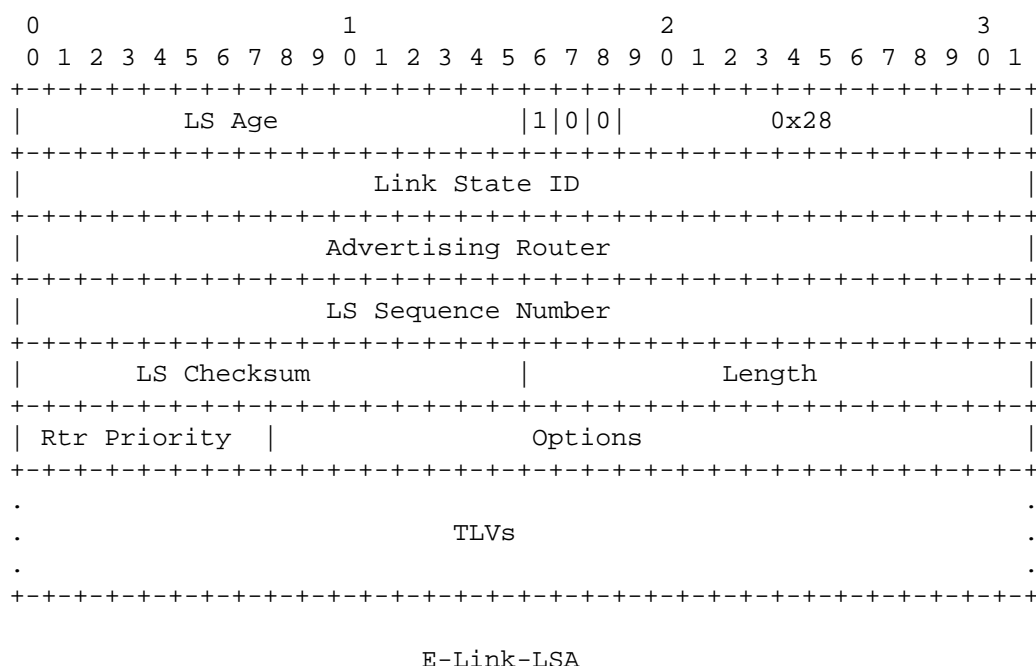 0                   1                   2                   3
 0 1 2 3 4 5 6 7 8 9 0 1 2 3 4 5 6 7 8 9 0 1 2 3 4 5 6 7 8 9 0 1
+-+-+-+-+-+-+-+-+-+-+-+-+-+-+-+-+-+-+-+-+-+-+-+-+-+-+-+-+-+-+-+-+
|          LS Age               |1|0|0|         0x28            |
+-+-+-+-+-+-+-+-+-+-+-+-+-+-+-+-+-+-+-+-+-+-+-+-+-+-+-+-+-+-+-+-+
|                      Link State ID                            |
+-+-+-+-+-+-+-+-+-+-+-+-+-+-+-+-+-+-+-+-+-+-+-+-+-+-+-+-+-+-+-+-+
|                   Advertising Router                          |
+-+-+-+-+-+-+-+-+-+-+-+-+-+-+-+-+-+-+-+-+-+-+-+-+-+-+-+-+-+-+-+-+
|                   LS Sequence Number                          |
+-+-+-+-+-+-+-+-+-+-+-+-+-+-+-+-+-+-+-+-+-+-+-+-+-+-+-+-+-+-+-+-+
|       LS Checksum             |            Length             |
+-+-+-+-+-+-+-+-+-+-+-+-+-+-+-+-+-+-+-+-+-+-+-+-+-+-+-+-+-+-+-+-+
| Rtr Priority  |                Options                        |
+-+-+-+-+-+-+-+-+-+-+-+-+-+-+-+-+-+-+-+-+-+-+-+-+-+-+-+-+-+-+-+-+
.                                                               .
.                           TLVs                                .
.                                                               .
+-+-+-+-+-+-+-+-+-+-+-+-+-+-+-+-+-+-+-+-+-+-+-+-+-+-+-+-+-+-+-+-+
                          E-Link-LSA